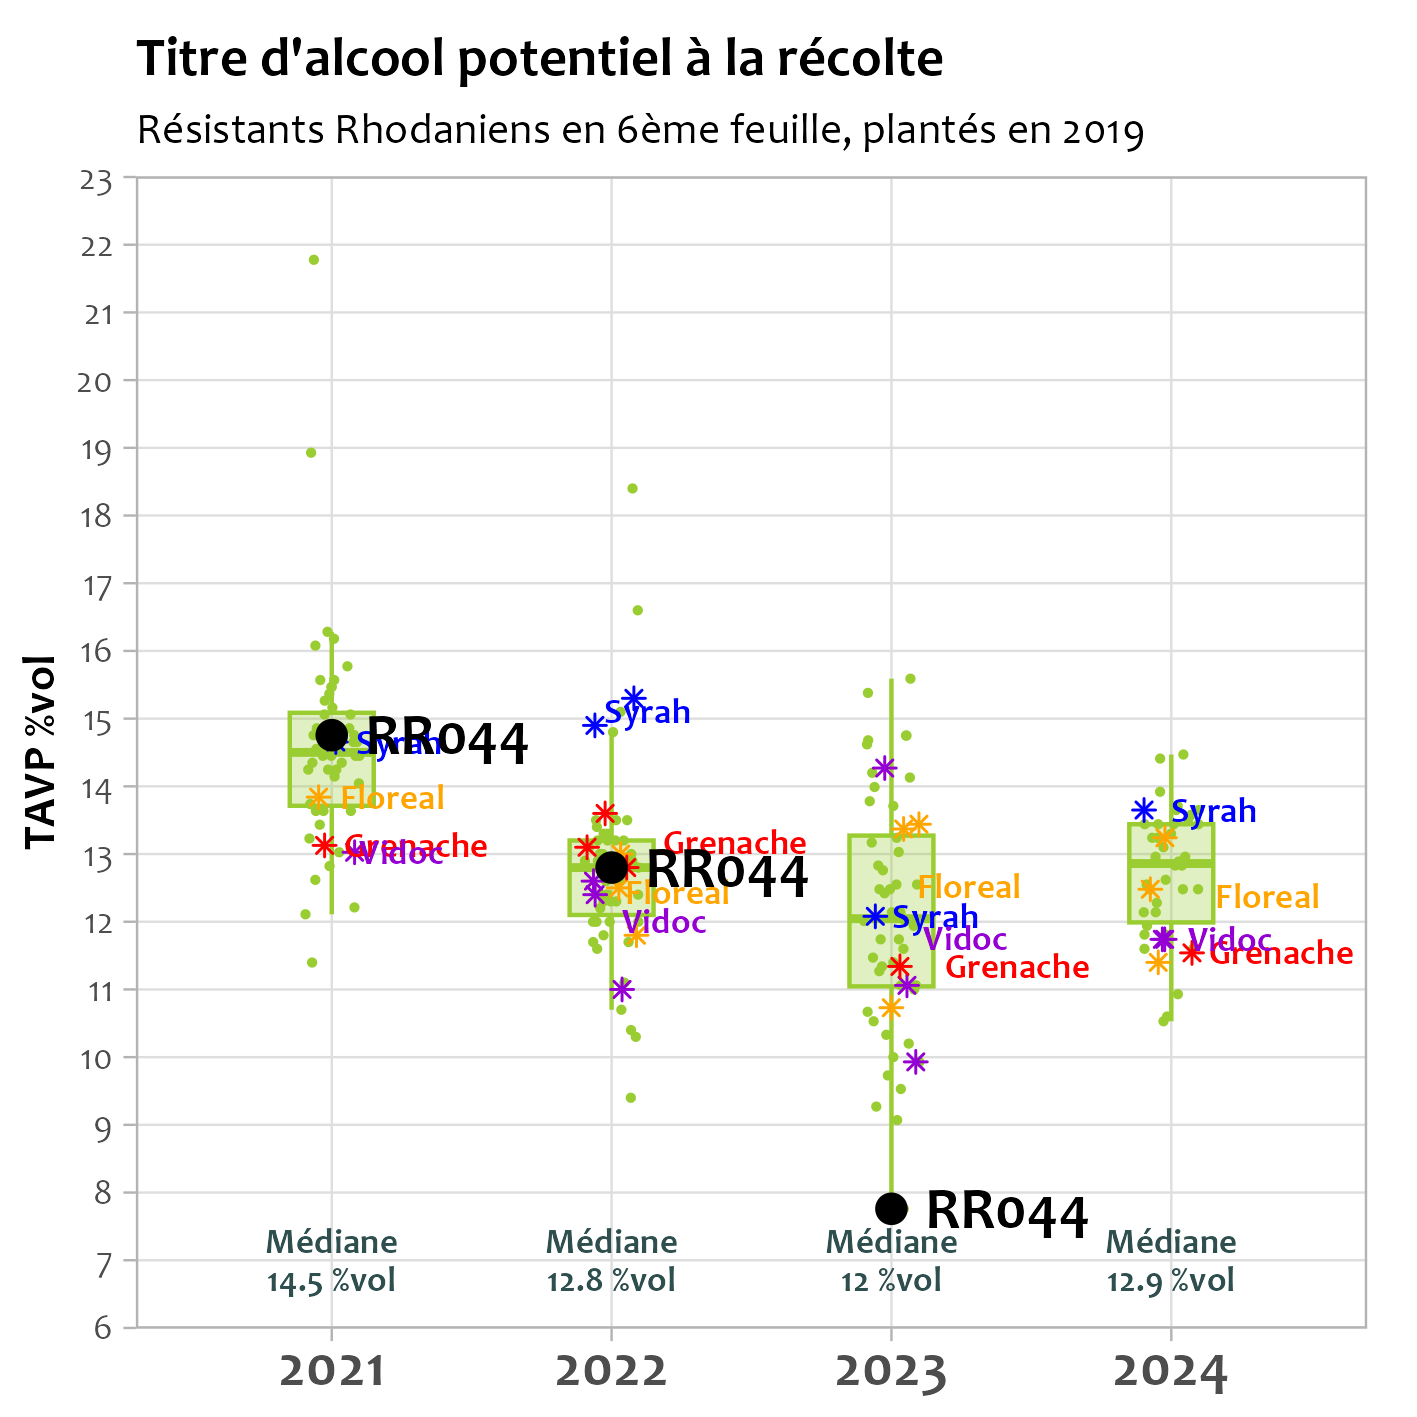 Titre d'alcool potentiel à la récolte
Résistants Rhodaniens en 6ème feuille, plantés en 2019
TAVP %vol
23
22
21
20
19
18
17
16
15
14
13
12
11
10
9
8
7
6
RR044
Syrah
Floreal
Grenache
Vidoc
Syrah
Grenache
RR044
Floreal
Vidoc
Floreal
Syrah
Vidoc
Grenache
RR044
Syrah
Floreal
Vidoc
Grenache
Médiane
14.5 %vol
Médiane
12.8 %vol
Médiane
12 %vol
Médiane
12.9 %vol
2021
2022
2023
2024